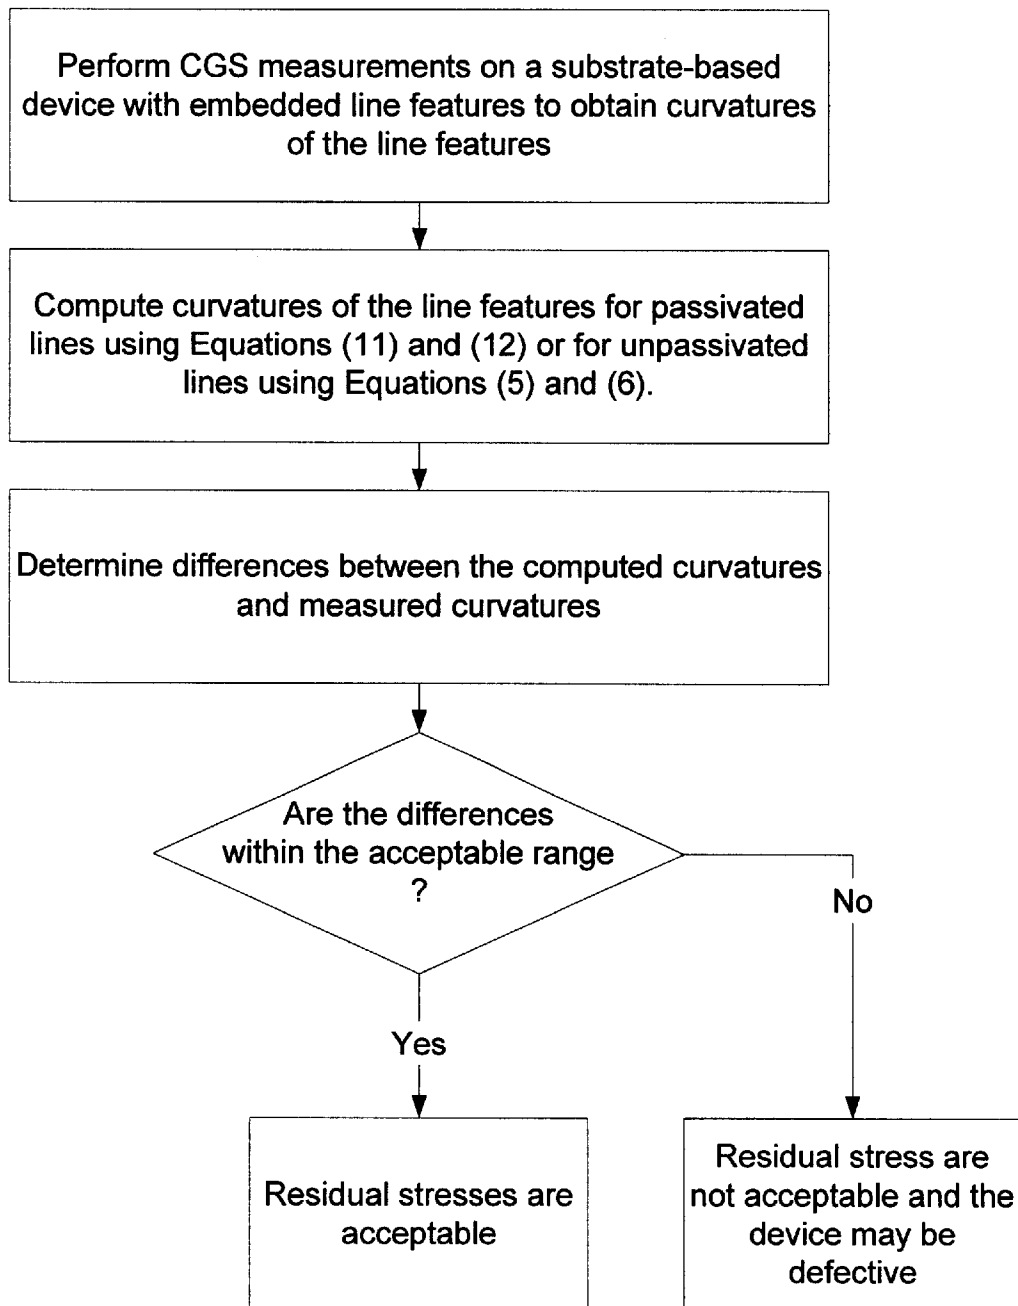 Perform CGS measurements on a substrate-based
device with embedded line features to obtain curvatures
of the line features
Compute curvatures of the line features for passivated
lines using Equations (11) and (12) or for unpassivated
lines using Equations (5) and (6).
Determine differences between the computed curvatures
and measured curvatures
Are the differences
within the acceptable range
?
No
Yes
Residual stresses are
acceptable
Residual stress are
not acceptable and the
device may be
defective